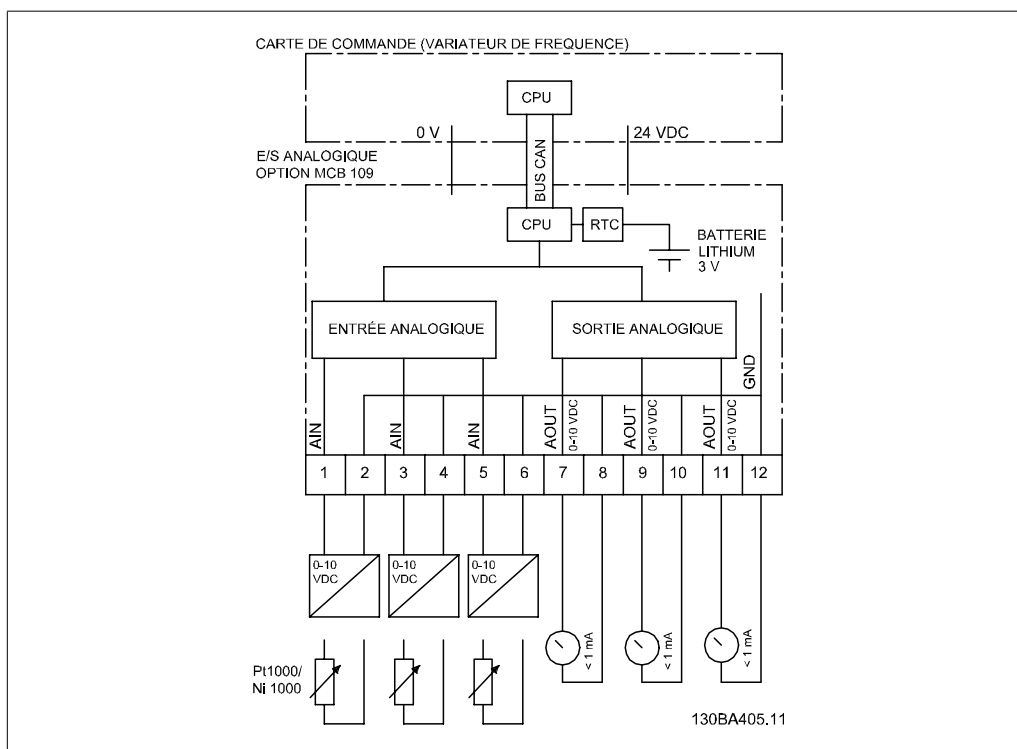 CARTE DE COMMANDE (VARIATEUR DE FREQUENCE)
CPU
0 V
24 VDC
BUS CAN
E/S ANALOGIQUE
OPTION MCB 109
CPU
RTC
BATTERIE
LITHIUM
3 V
ENTRÉE ANALOGIQUE
SORTIE ANALOGIQUE
GND
AIN
AIN
AIN
AOUT
0-10 VDC
AOUT
0-10 VDC
AOUT
0-10 VDC
1 2 3 4 5 6 7 8 9 10 11 12
0-10
VDC
0-10
VDC
0-10
VDC
< 1 mA
< 1 mA
< 1 mA
Pt1000/
Ni 1000
130BA405.11